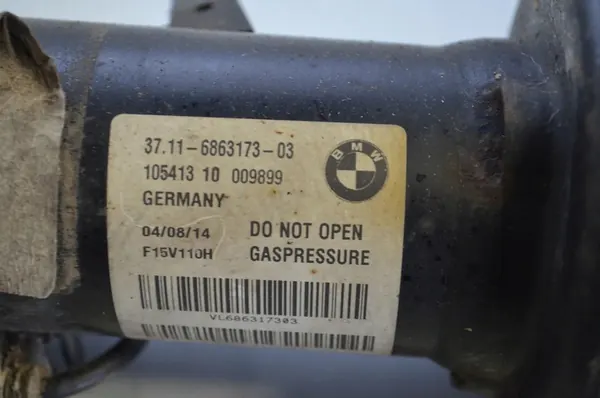 37.11-6863173-03
105413 10 009899
GERMANY
BMW
04/08/14 DO NOT OPEN
F15V110H GASPRESSURE
VL686317303